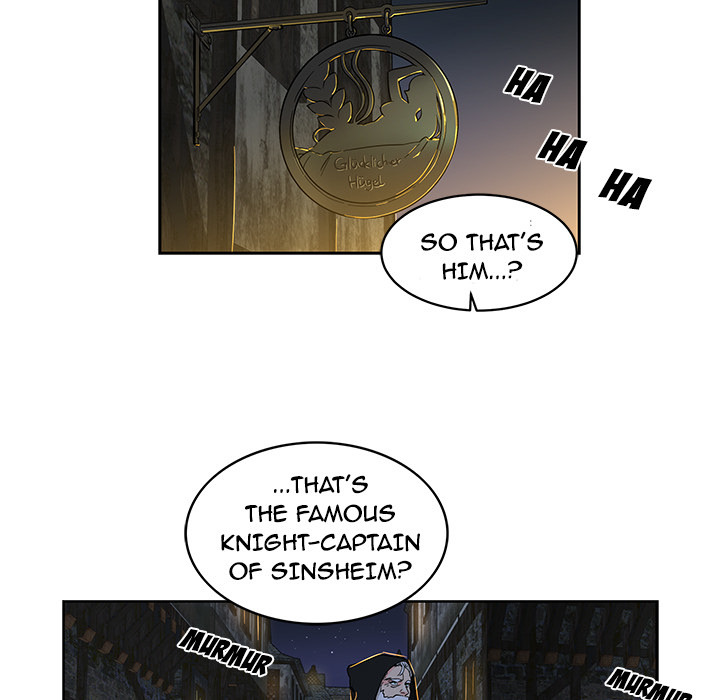 HA
HA
HA
Glücklicher
Hügel
SO THAT'S
HIM...?
...THAT'S
THE FAMOUS
KNIGHT-CAPTAIN
OF SINSHEIM?
MURMUR
MURMUR